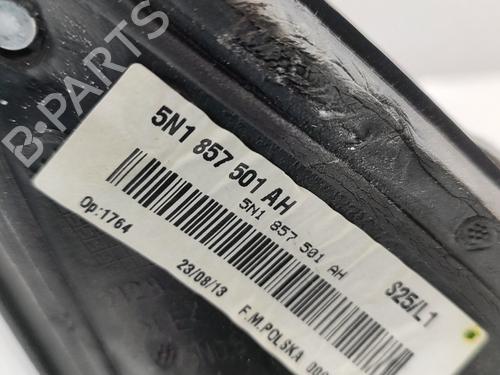 B-PARTS
5N1 857 501 AH
5N1 857 501 AH
Op:1764
S25/L1
23/08/13
F.M.POLSKA